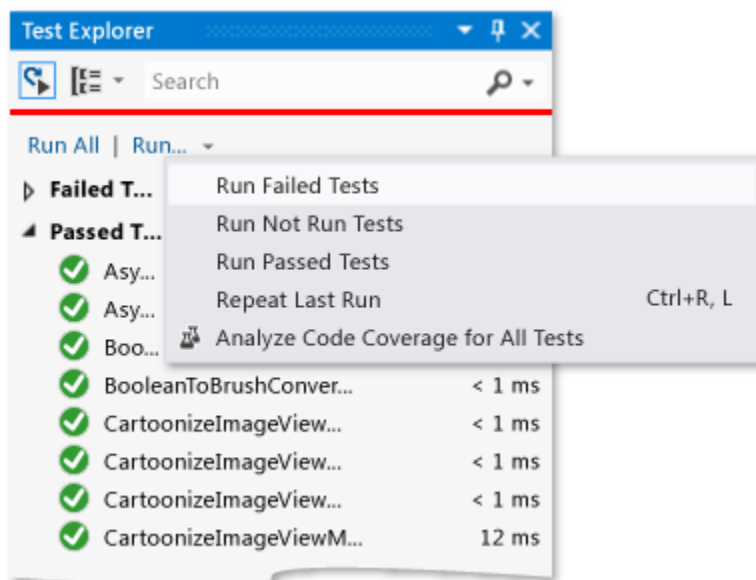 Test Explorer
Search
Run All | Run...
Failed T...
Run Failed Tests
Passed T...
Run Not Run Tests
Run Passed Tests
Repeat Last Run Ctrl+R, L
Analyze Code Coverage for All Tests
Asy...
Asy...
Boo...
BooleanToBrushConver... < 1 ms
CartoonizeImageView... < 1 ms
CartoonizeImageView... < 1 ms
CartoonizeImageView... < 1 ms
CartoonizeImageViewM... 12 ms